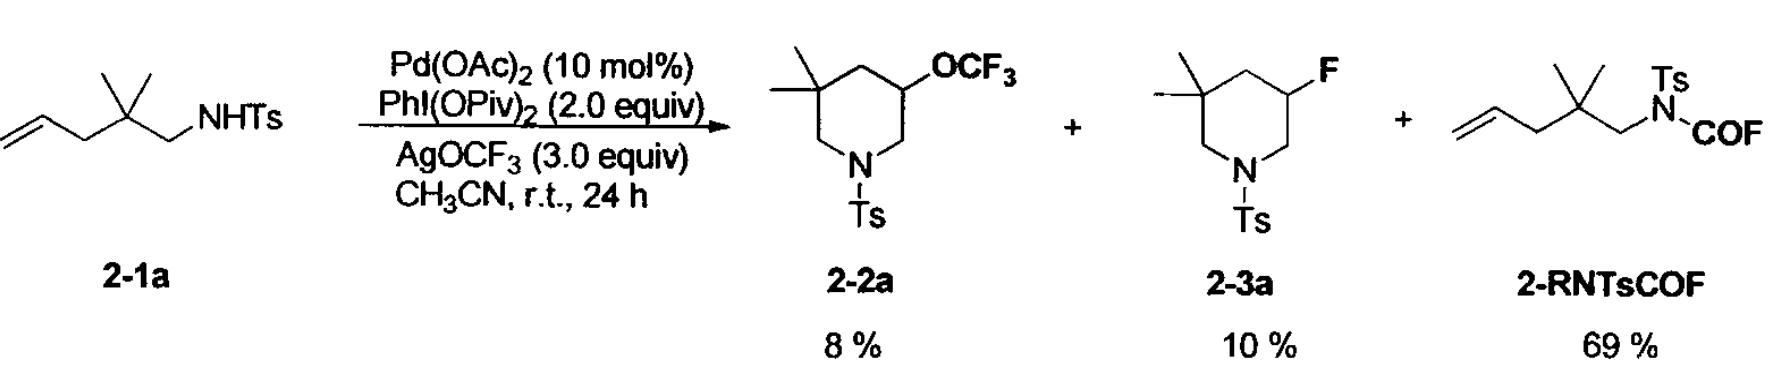 NHTs
Pd(OAc)₂ (10 mol%)
PhI(OPiv)₂ (2.0 equiv)
AgOCF₃ (3.0 equiv)
CH₃CN, r.t., 24 h
OCF₃
N
Ts
+
F
N
Ts
+
Ts
N
COF
2-1a
2-2a
2-3a
2-RNTsCOF
8 %
10 %
69 %